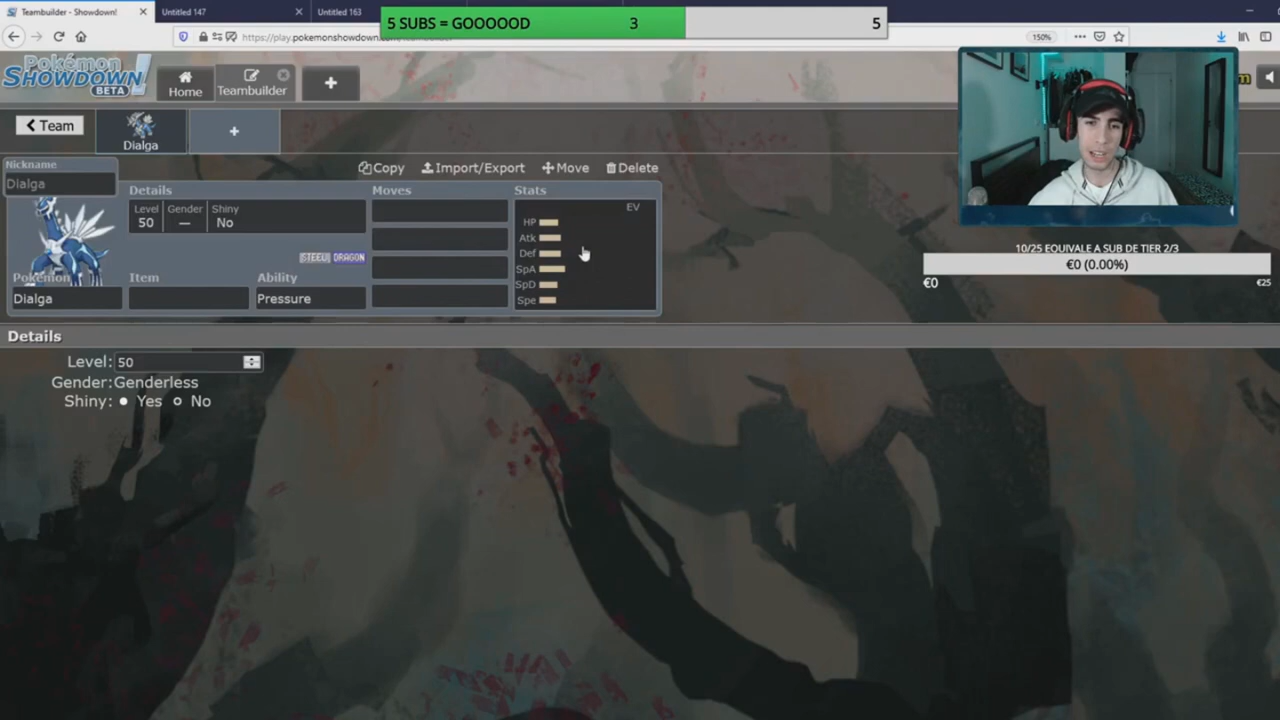 Teambuilder - Showdown!
Untitled 147
Untitled 163
5 SUBS = GOOOOOD 3 5
https://play.pokemonshowdown.com
150%
Pokémon
SHOWDOWN!
BETA
Home
Teambuilder
+
Team
Dialga
+
Nickname
Dialga
Copy
Import/Export
Move
Delete
Details
Moves
Stats
Level
50
Gender
—
Shiny
No
EV
HP
Atk
Def
SpA
SpD
Spe
STEEL DRAGON
Pokémon
Dialga
Item
Ability
Pressure
10/25 EQUIVALE A SUB DE TIER 2/3
€0 (0.00%)
€0
€25
Details
Level: 50
Gender: Genderless
Shiny: Yes No